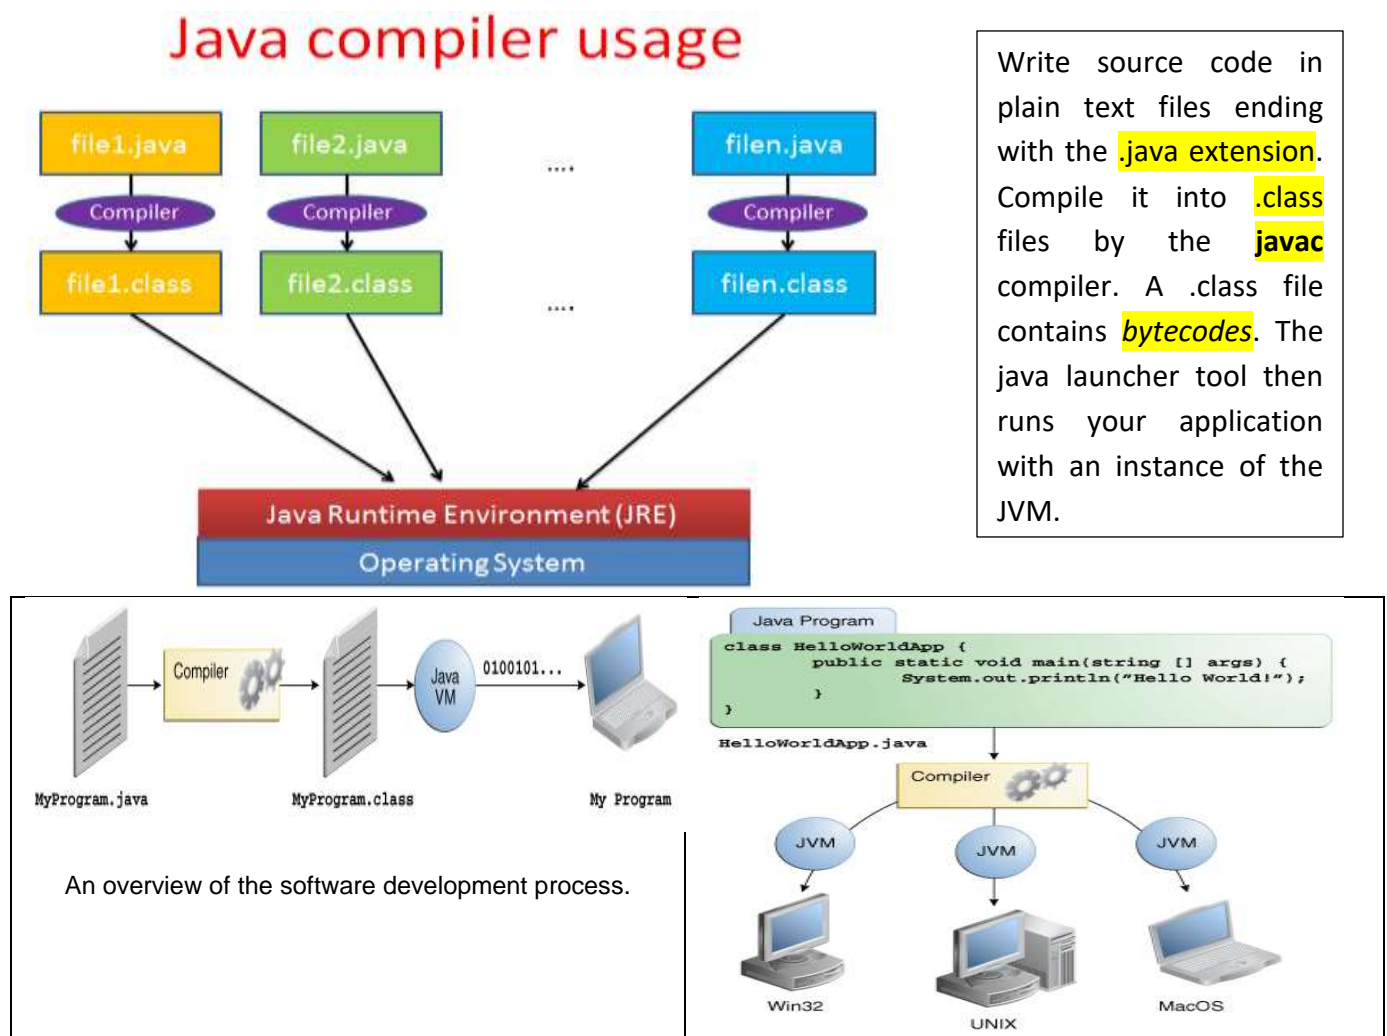 Java compiler usage
file1.java
file2.java
....
filen.java
Compiler
Compiler
Compiler
file1.class
file2.class
....
filen.class
Java Runtime Environment (JRE)
Operating System
Write source code in
plain text files ending
with the .java extension.
Compile it into .class
files by the javac
compiler. A .class file
contains bytecodes. The
java launcher tool then
runs your application
with an instance of the
JVM.
Compiler
Java
VM
0100101...
MyProgram.java
MyProgram.class
My Program
An overview of the software development process.
Java Program
class HelloWorldApp {
public static void main(string [] args) {
System.out.println("Hello World!");
}
}
HelloWorldApp.java
Compiler
JVM
JVM
JVM
Win32
UNIX
MacOS